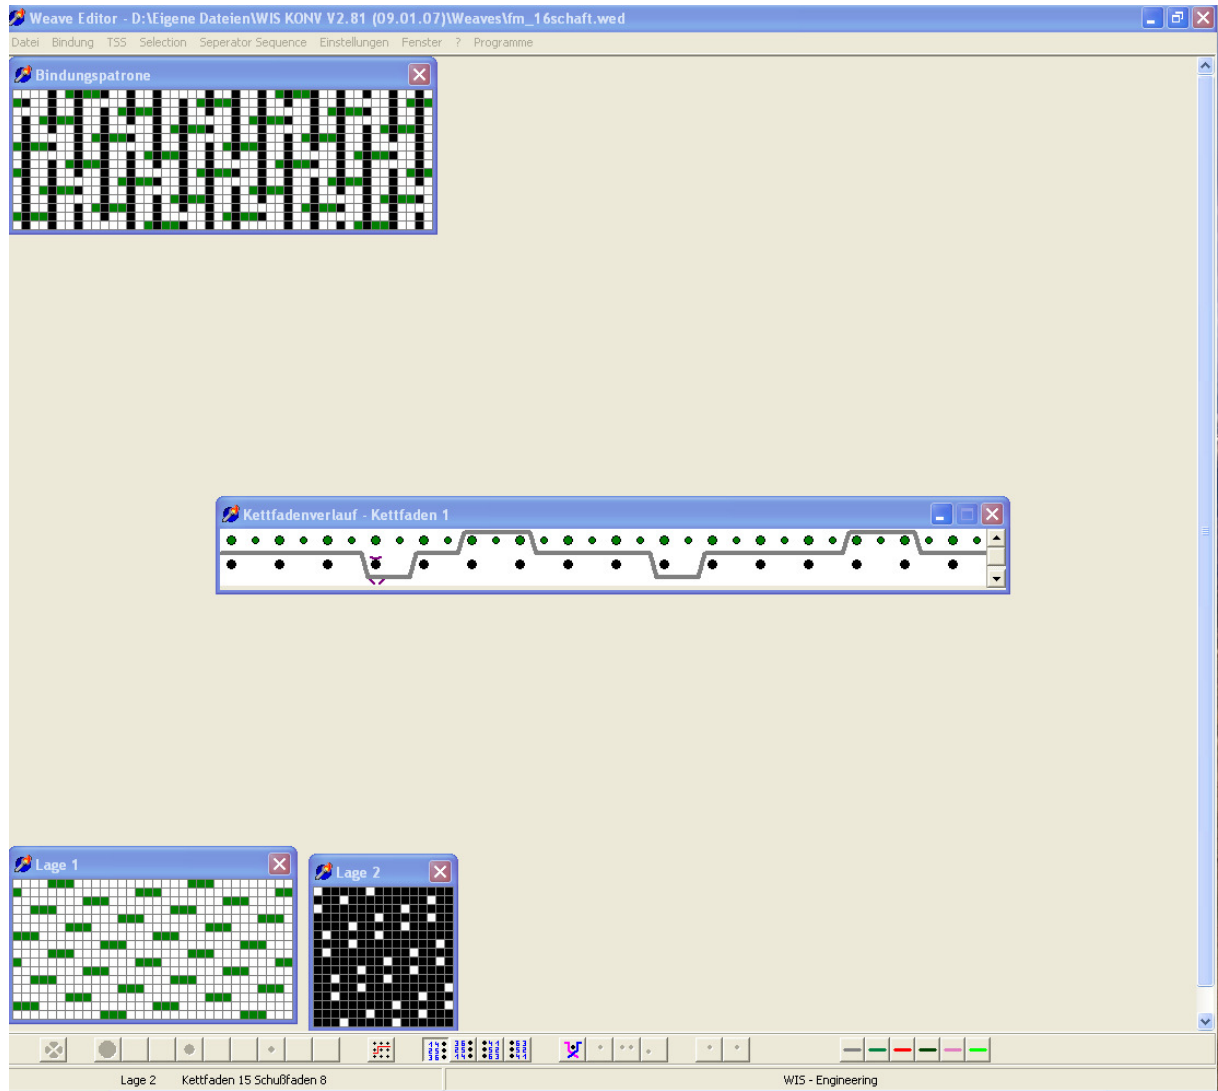 Weave Editor - D:\Eigene Dateien\WIS KONV V2.81 (09.01.07)\Weaves\fm_16schaft.wed
Datei Bindung TSS Selection Seperator Sequence Einstellungen Fenster ? Programme
Bindungspatrone
Kettfadenverlauf - Kettfaden 1
Lage 1
Lage 2
Lage 2 Kettfaden 15 Schußfaden 8
WIS - Engineering